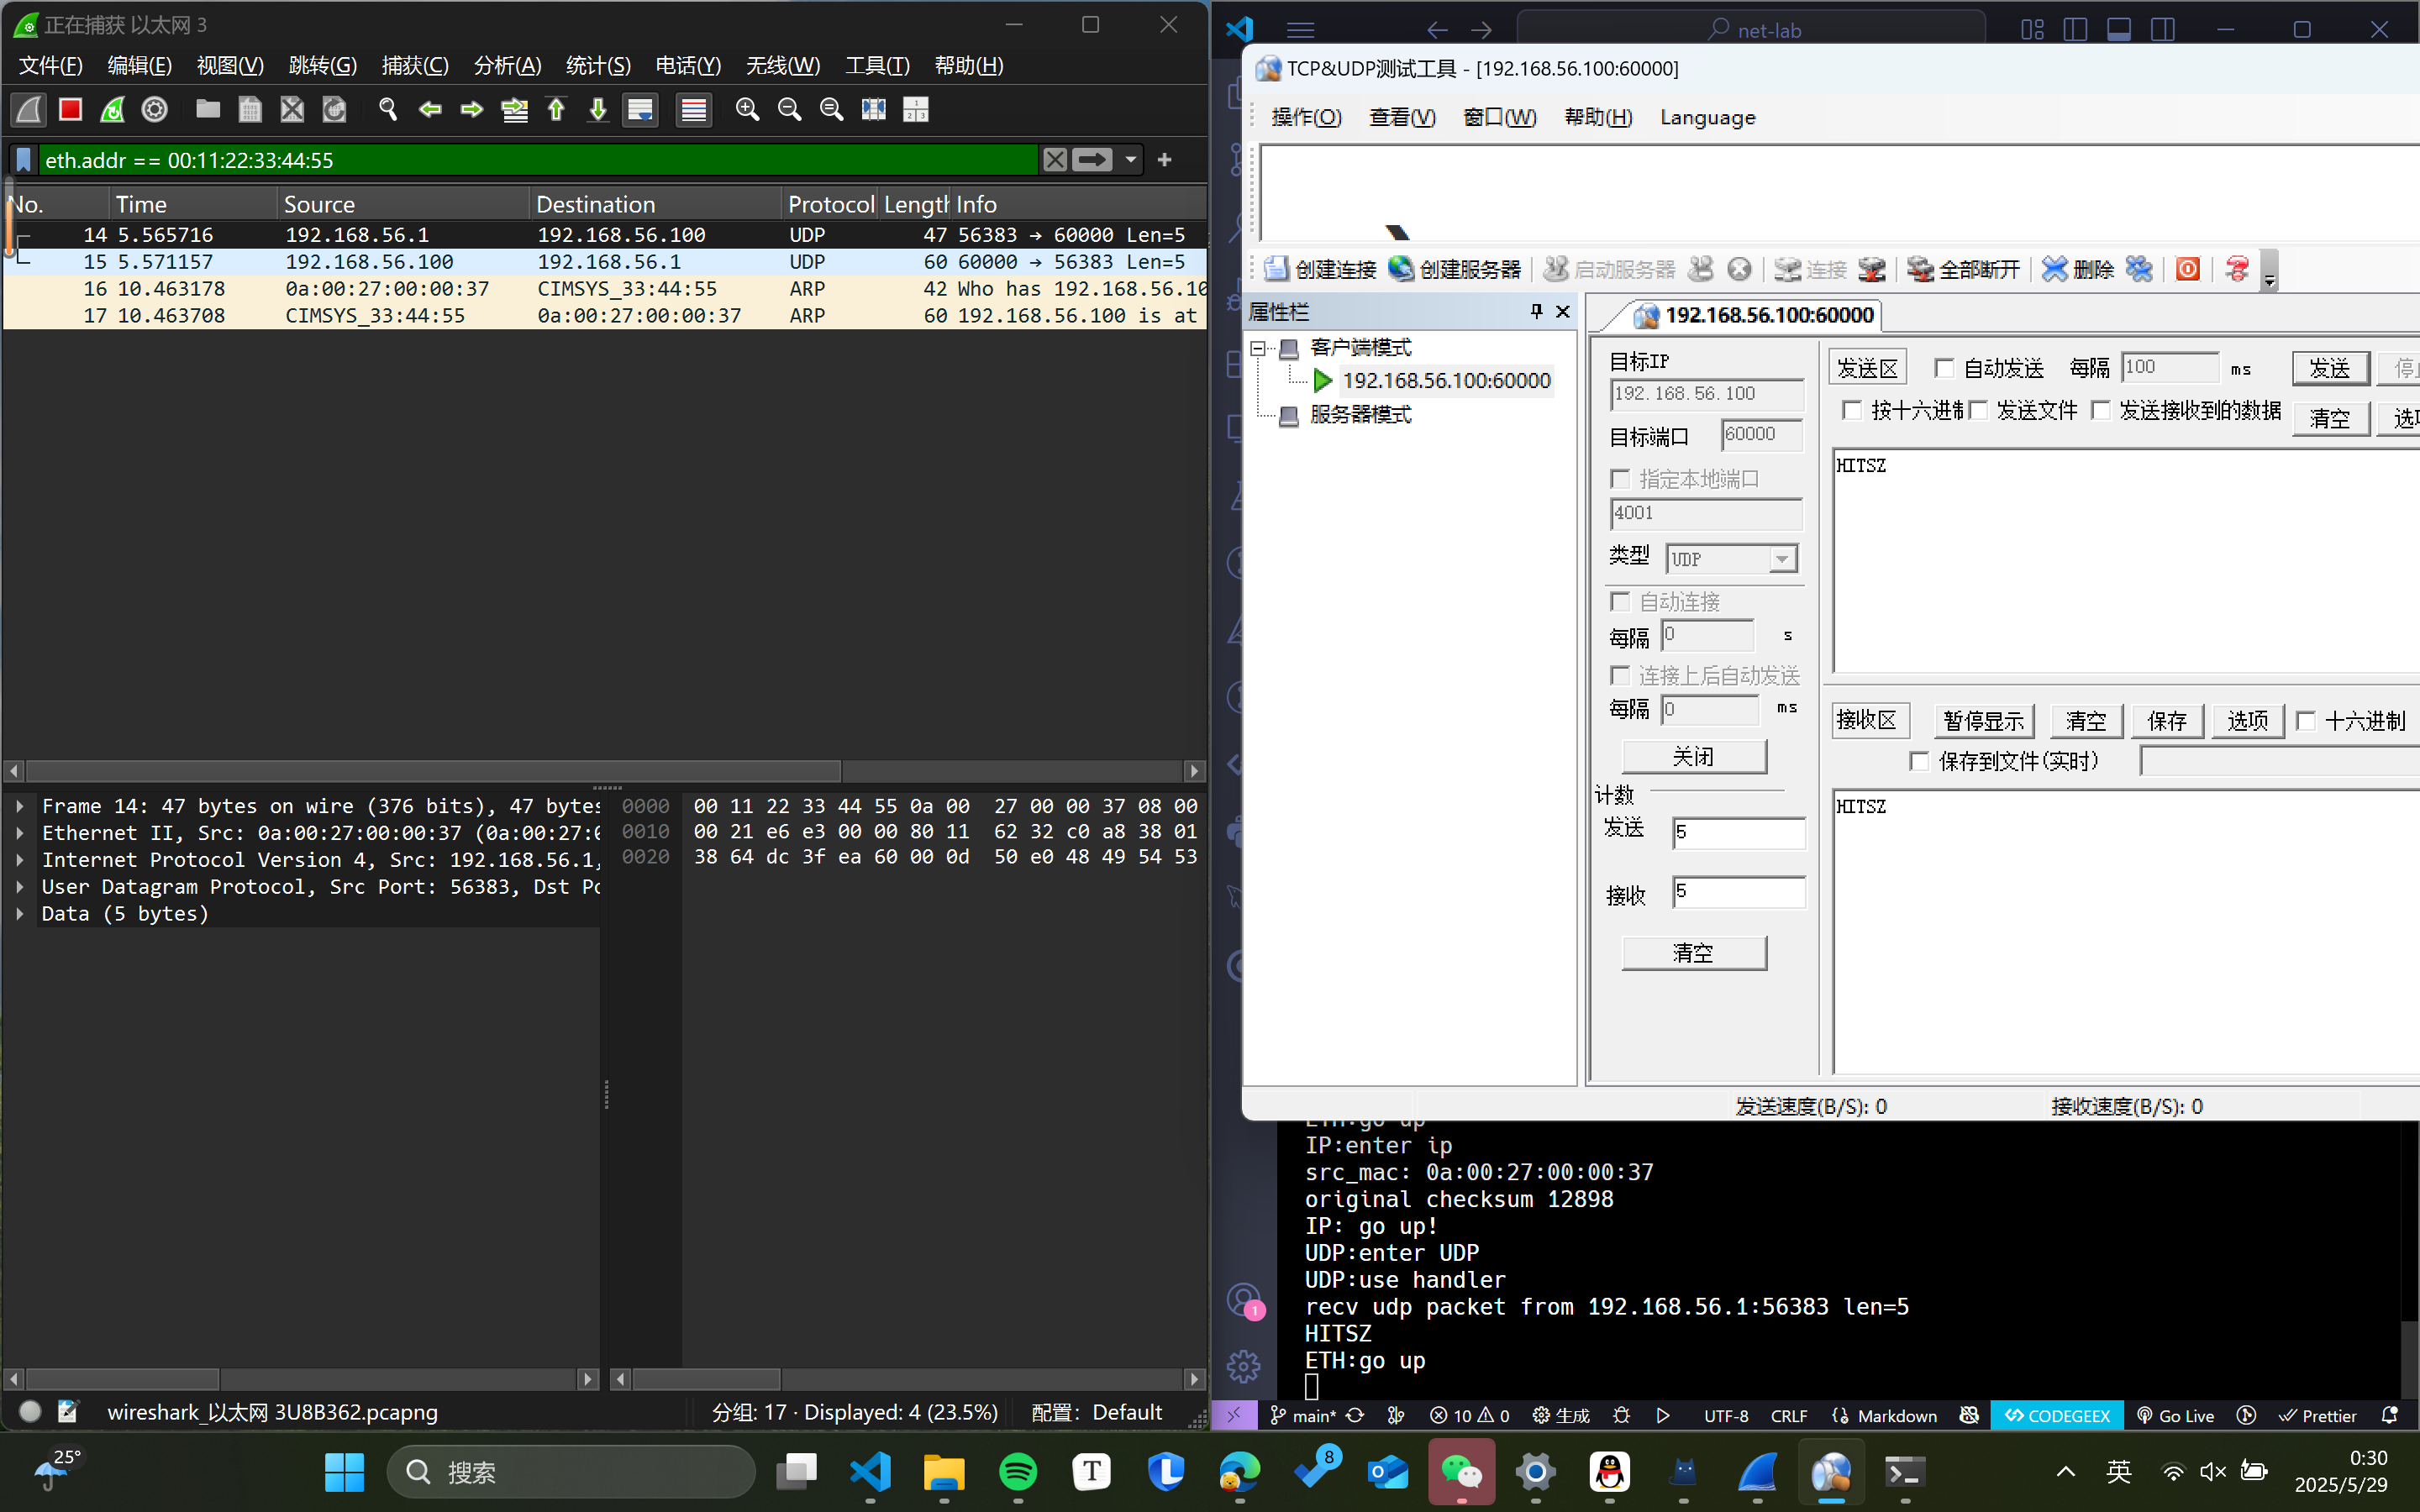 正在捕获 以太网 3
文件(F) 编辑(E) 视图(V) 跳转(G) 捕获(C) 分析(A) 统计(S) 电话(Y) 无线(W) 工具(T) 帮助(H)
eth.addr == 00:11:22:33:44:55
No. Time Source Destination Protocol Length Info
14 5.565716 192.168.56.1 192.168.56.100 UDP 47 56383 → 60000 Len=5
15 5.571157 192.168.56.100 192.168.56.1 UDP 60 60000 → 56383 Len=5
16 10.463178 0a:00:27:00:00:37 CIMSYS_33:44:55 ARP 42 Who has 192.168.56.10
17 10.463708 CIMSYS_33:44:55 0a:00:27:00:00:37 ARP 60 192.168.56.100 is at
Frame 14: 47 bytes on wire (376 bits), 47 bytes
Ethernet II, Src: 0a:00:27:00:00:37 (0a:00:27:0
Internet Protocol Version 4, Src: 192.168.56.1,
User Datagram Protocol, Src Port: 56383, Dst Po
Data (5 bytes)
0000 00 11 22 33 44 55 0a 00 27 00 00 37 08 00
0010 00 21 e6 e3 00 00 80 11 62 32 c0 a8 38 01
0020 38 64 dc 3f ea 60 00 0d 50 e0 48 49 54 53
wireshark_以太网 3U8B362.pcapng
分组: 17 · Displayed: 4 (23.5%)
配置: Default
net-lab
TCP&UDP测试工具 - [192.168.56.100:60000]
操作(O) 查看(V) 窗口(W) 帮助(H) Language
创建连接 创建服务器 启动服务器 连接 全部断开 删除
属性栏
客户端模式
192.168.56.100:60000
服务器模式
192.168.56.100:60000
目标IP
192.168.56.100
目标端口 60000
指定本地端口
4001
类型 UDP
自动连接
每隔 0 s
连接上后自动发送
每隔 0 ms
关闭
计数
发送 5
接收 5
清空
发送区 自动发送 每隔 100 ms 发送
按十六进制 发送文件 发送接收到的数据 清空
HITSZ
接收区 暂停显示 清空 保存 选项 十六进制
保存到文件(实时)
HITSZ
发送速度(B/S): 0 接收速度(B/S): 0
ETH:go up
IP:enter ip
src_mac: 0a:00:27:00:00:37
original checksum 12898
IP: go up!
UDP:enter UDP
UDP:use handler
recv udp packet from 192.168.56.1:56383 len=5
HITSZ
ETH:go up
1
main* 10 0 生成 UTF-8 CRLF Markdown CODEGEEX Go Live Prettier
25°
搜索
T
8
英
0:30
2025/5/29